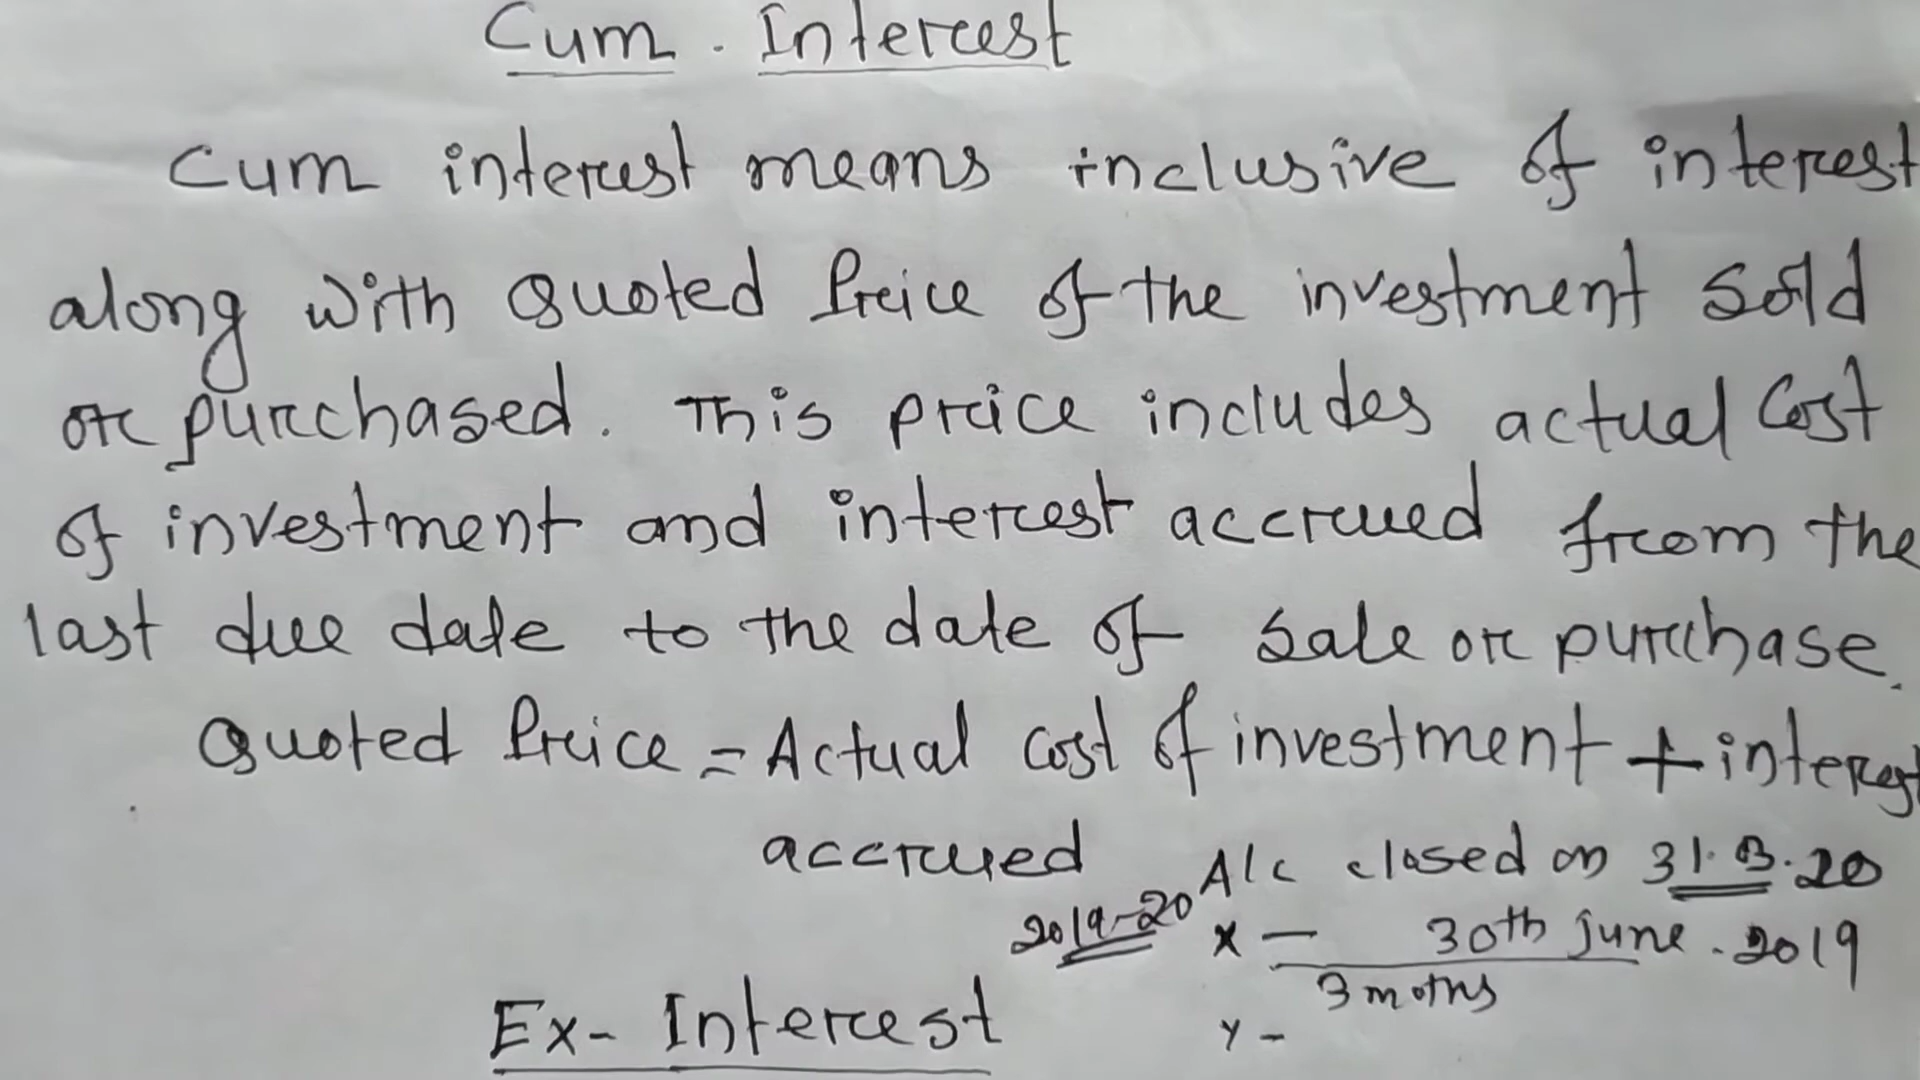 Cum. Interest
Cum interest means inclusive of interest
along with Quoted Price of the investment sold
or purchased. This price includes actual Cost
of investment and interest accrued from the
last due date to the date of sale or purchase.
Quoted Price = Actual cost of investment + interest
accrued
A/c closed on 31.3.20
2019-20
X — 30th june. 2019
3 moths
Y -
Ex- Interest